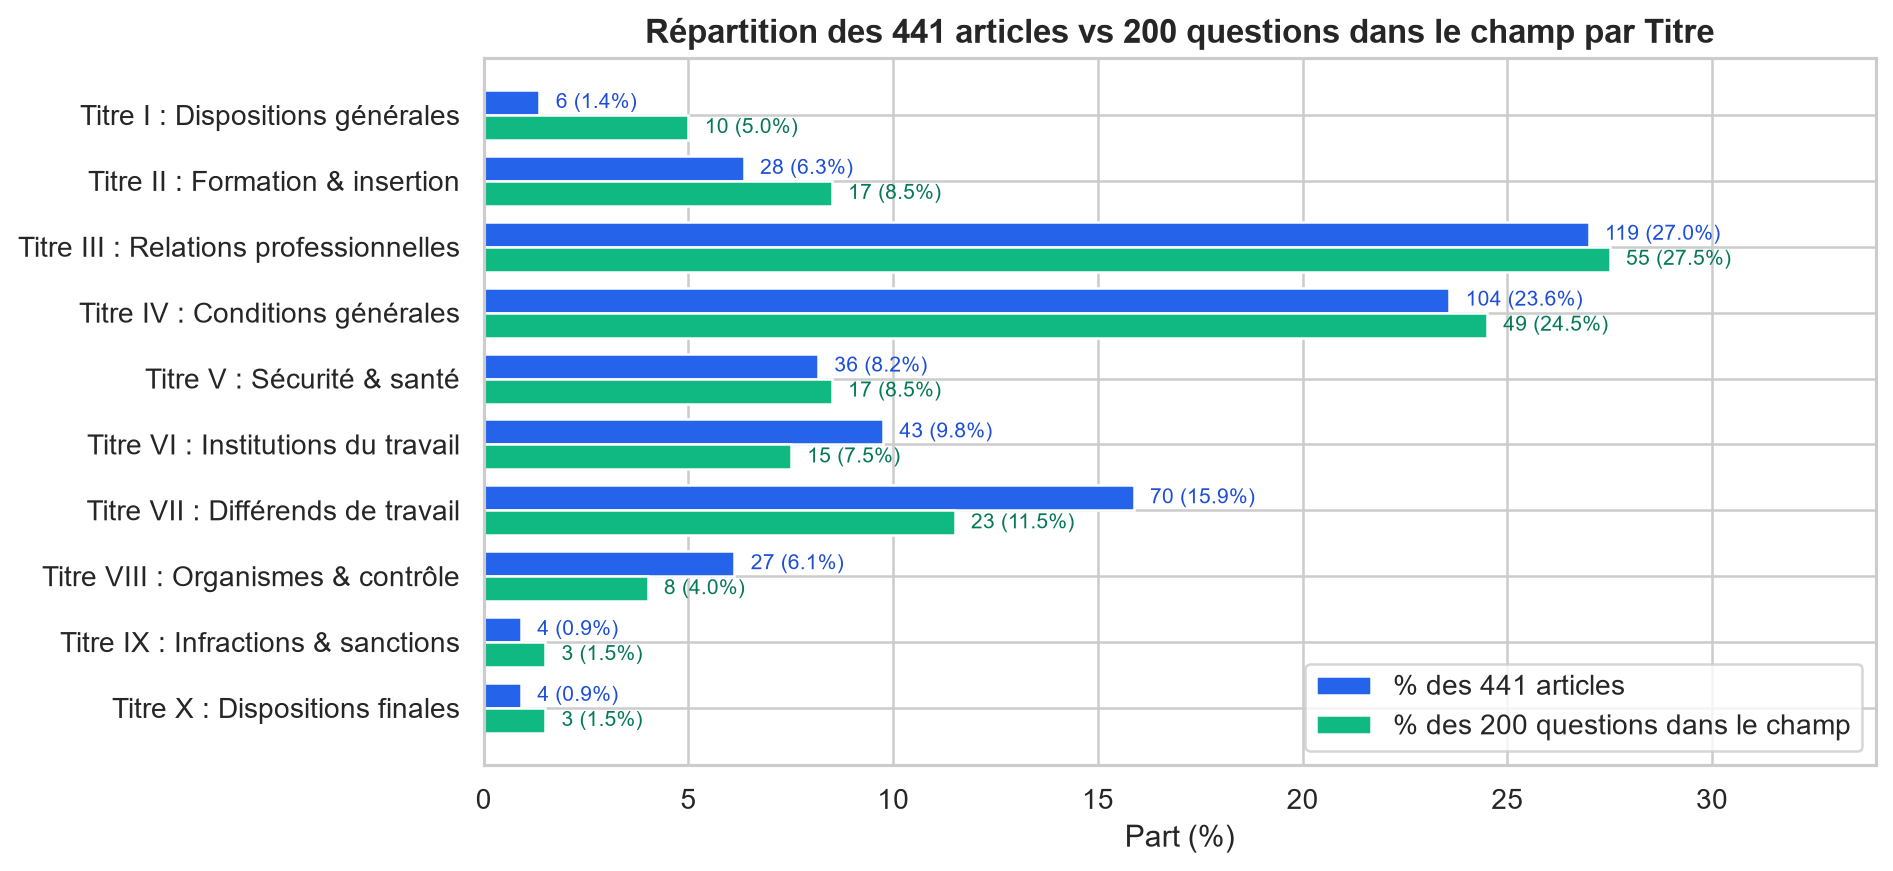 Répartition des 441 articles vs 200 questions dans le champ par Titre
Titre I : Dispositions générales
6 (1.4%)
10 (5.0%)
Titre II : Formation & insertion
28 (6.3%)
17 (8.5%)
Titre III : Relations professionnelles
119 (27.0%)
55 (27.5%)
Titre IV : Conditions générales
104 (23.6%)
49 (24.5%)
Titre V : Sécurité & santé
36 (8.2%)
17 (8.5%)
Titre VI : Institutions du travail
43 (9.8%)
15 (7.5%)
Titre VII : Différends de travail
70 (15.9%)
23 (11.5%)
Titre VIII : Organismes & contrôle
27 (6.1%)
8 (4.0%)
Titre IX : Infractions & sanctions
4 (0.9%)
3 (1.5%)
Titre X : Dispositions finales
4 (0.9%)
3 (1.5%)
% des 441 articles
% des 200 questions dans le champ
0 5 10 15 20 25 30
Part (%)